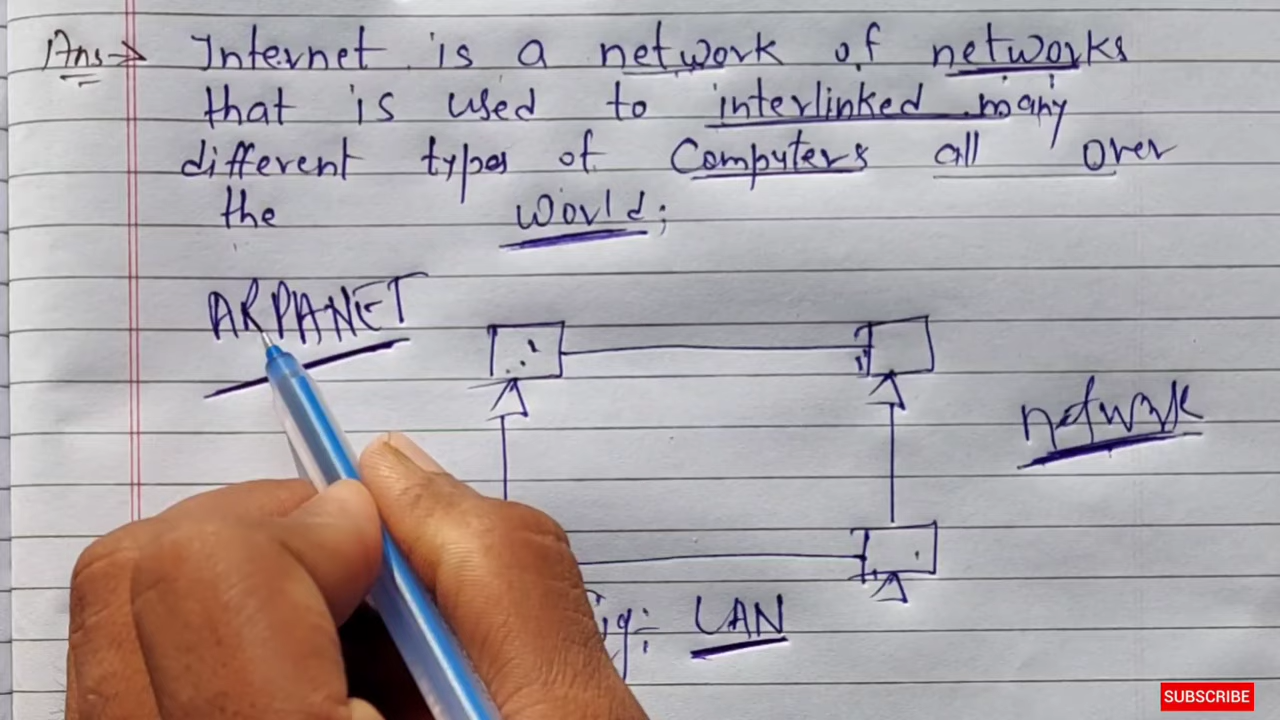 Ans → Internet is a network of networks
that is used to interlinked many
different types of Computers all over
the world;
ARPANET
network
fig:- LAN
SUBSCRIBE